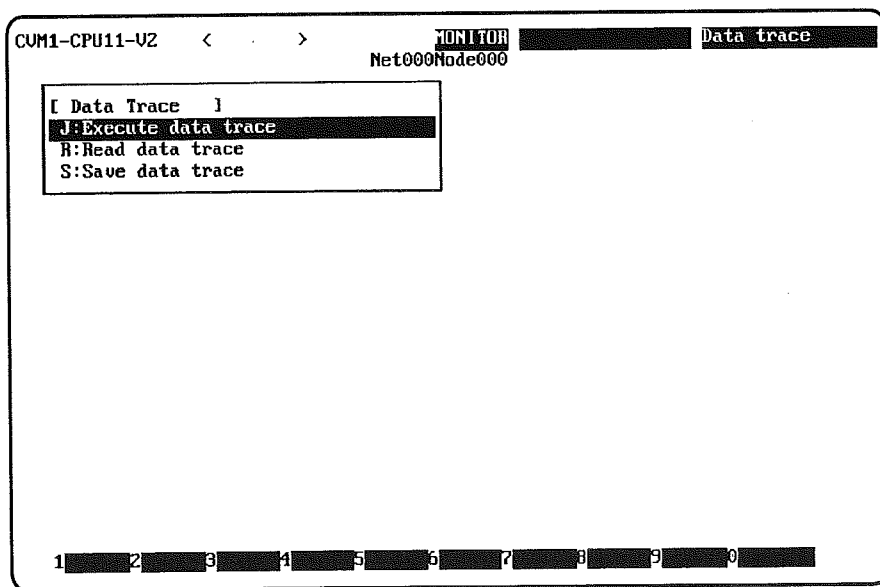 CVM1-CPU11-V2 < > MONITOR Data trace
Net000Node000
[ Data Trace ]
J:Execute data trace
R:Read data trace
S:Save data trace
1 2 3 4 5 6 7 8 9 0